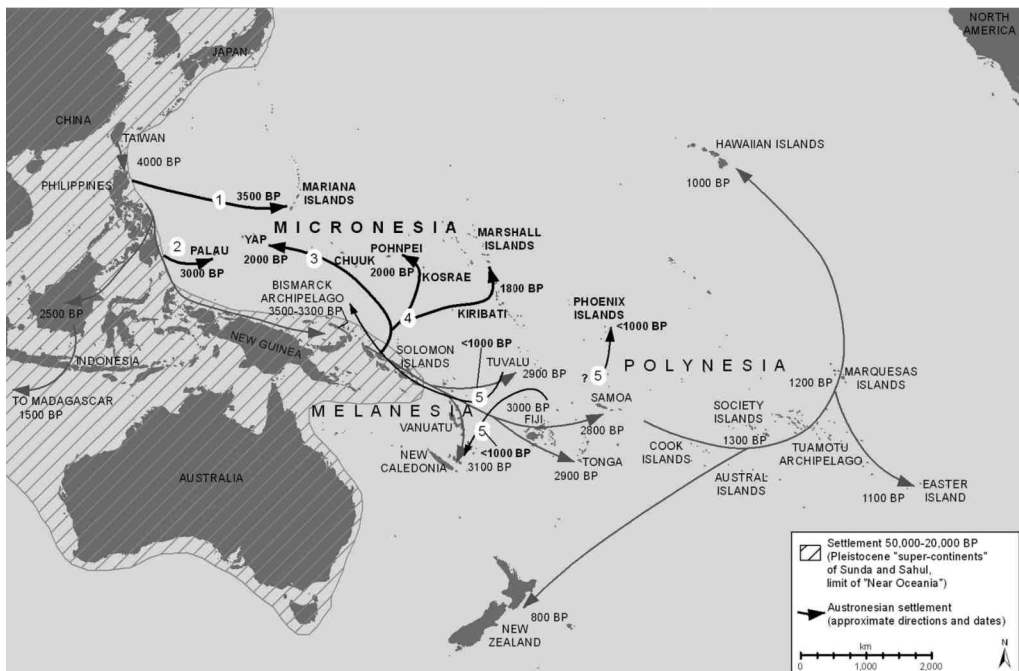 NORTH
AMERICA
JAPAN
CHINA
TAIWAN
4000 BP
HAWAIIAN ISLANDS
1000 BP
PHILIPPINES
1
3500 BP
MARIANA
ISLANDS
MICRONESIA
MARSHALL
ISLANDS
2
PALAU
3000 BP
YAP
2000 BP
3
CHUUK
POHNPEI
2000 BP
KOSRAE
1800 BP
BISMARCK
ARCHIPELAGO
3500-3300 BP
4
KIRIBATI
PHOENIX
ISLANDS
<1000 BP
2500 BP
INDONESIA
NEW GUINEA
SOLOMON
ISLANDS
<1000 BP
TUVALU
2900 BP
POLYNESIA
? 5
TO MADAGASCAR
1500 BP
MELANESIA
5
3000 BP
FIJI
SAMOA
2800 BP
1200 BP
MARQUESAS
ISLANDS
VANUATU
5
<1000 BP
NEW
CALEDONIA
3100 BP
2900 BP
TONGA
COOK
ISLANDS
SOCIETY
ISLANDS
1300 BP
TUAMOTU
ARCHIPELAGO
AUSTRAL
ISLANDS
1100 BP
EASTER
ISLAND
AUSTRALIA
800 BP
NEW
ZEALAND
Settlement 50,000-20,000 BP
(Pleistocene "super-continents"
of Sunda and Sahul,
limit of "Near Oceania")
Austronesian settlement
(approximate directions and dates)
km
N
0 1,000 2,000